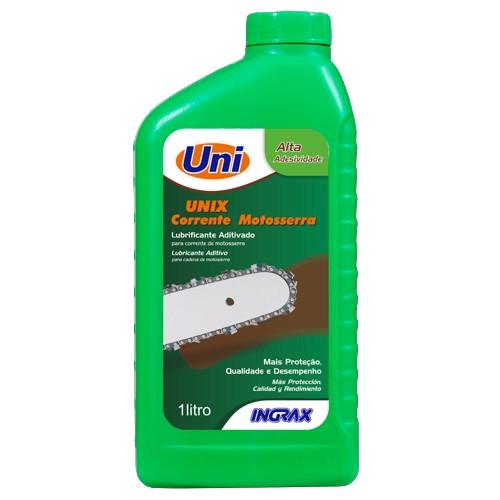 Uni
Alta
Adesividade
UNIX
Corrente Motosserra
Lubrificante Aditivado
para corrente de motosserra
Lubricante Aditivo
para cadena de motosserra
Mais Proteção,
Qualidade e Desempenho
Más Protección,
Calidad y Rendimiento
1litro
INGRAX